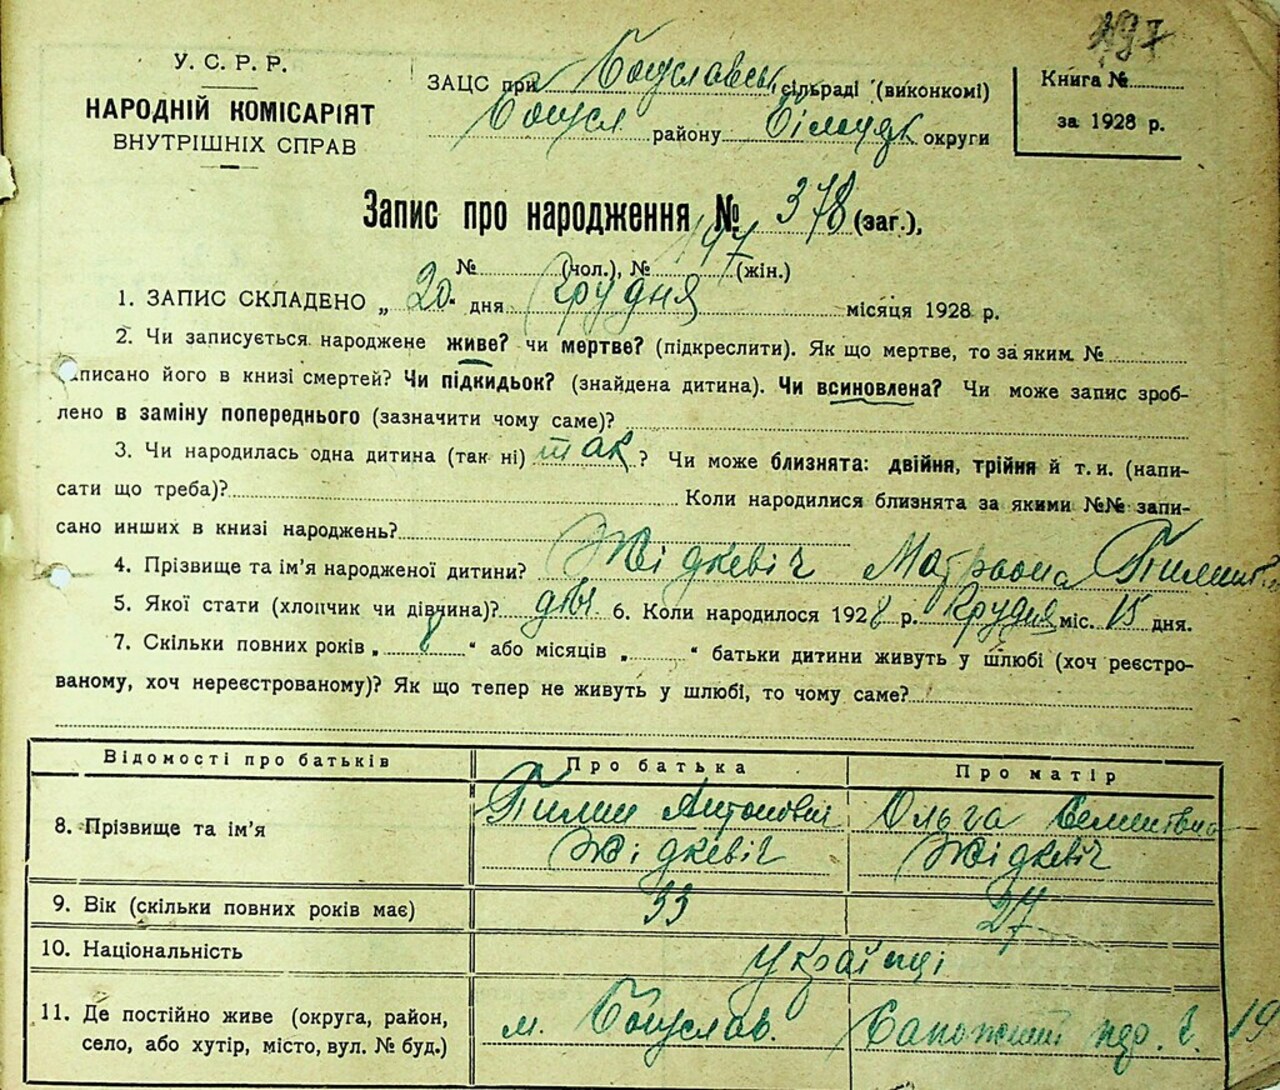 197
У. С. Р. Р.
НАРОДНІЙ КОМІСАРІЯТ
ВНУТРІШНІХ СПРАВ
ЗАЦС при Богуславськ. сільраді (виконкомі)
Богусл. району Білоцерк округи
Книга №
за 1928 р.
Запис про народження № 378 (заг.),
№ (чол.), № 197 (жін.)
1. ЗАПИС СКЛАДЕНО „ 20 " дня Грудня місяця 1928 р.
2. Чи записується народжене живе? чи мертве? (підкреслити). Як що мертве, то за яким №
записано його в книзі смертей? Чи підкидьок? (знайдена дитина). Чи всиновлена? Чи може запис зроб-
лено в заміну попереднього (зазначити чому саме)?
3. Чи народилась одна дитина (так ні) так ? Чи може близнята: двійня, трійня й т. и. (напи-
сати що треба)? Коли народилися близнята за якими №№ запи-
сано инших в книзі народжень?
4. Прізвище та ім'я народженої дитини? Жідкевіч Матрьона
5. Якої статі (хлопчик чи дівчина)? дівч. 6. Коли народилося 1928 р. Грудня міс. 15 дня.
7. Скільки повних років „ 8 " або місяців „ " батьки дитини живуть у шлюбі (хоч реєстро-
ваному, хоч нереєстрованому)? Як що тепер не живуть у шлюбі, то чому саме?
Відомості про батьків Про батька Про матір
8. Прізвище та ім'я Пилип Антонович Жідкевіч Ольга Жідкевіч
9. Вік (скільки повних років має) 33 27
10. Національність Українці
11. Де постійно живе (округа, район,
село, або хутір, місто, вул. № буд.) м. Богуслав. 19